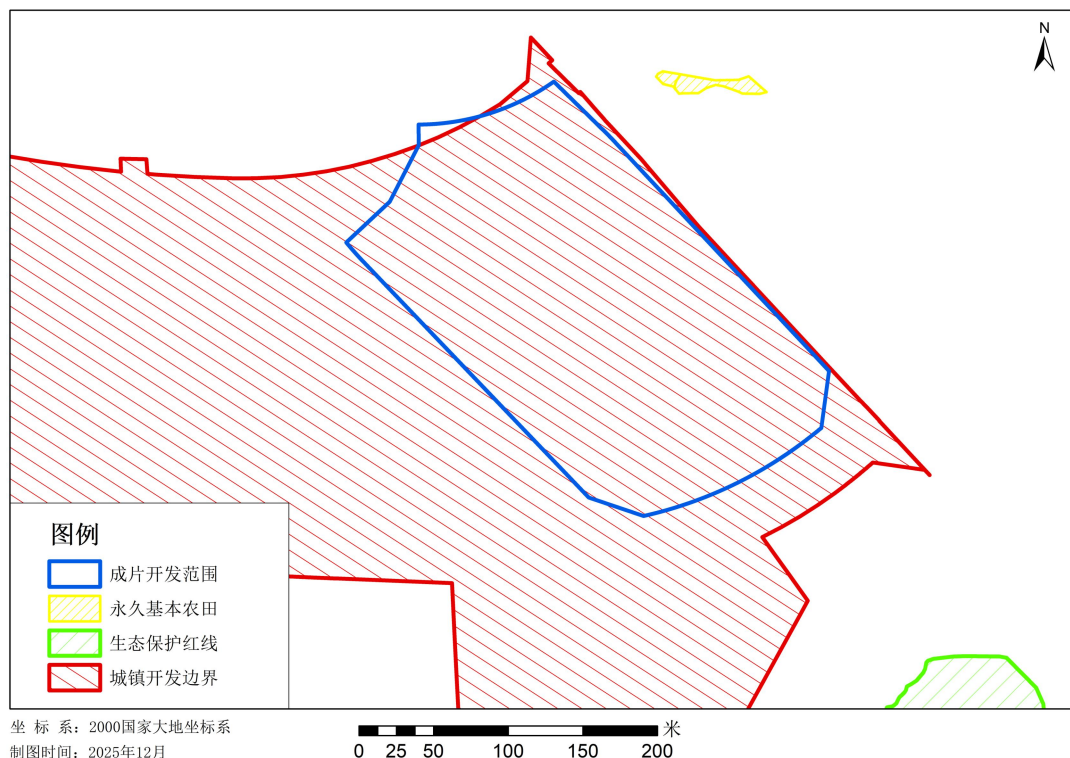 N
图例
成片开发范围
永久基本农田
生态保护红线
城镇开发边界
坐 标 系：2000国家大地坐标系
制图时间：2025年12月
米
0 25 50 100 150 200